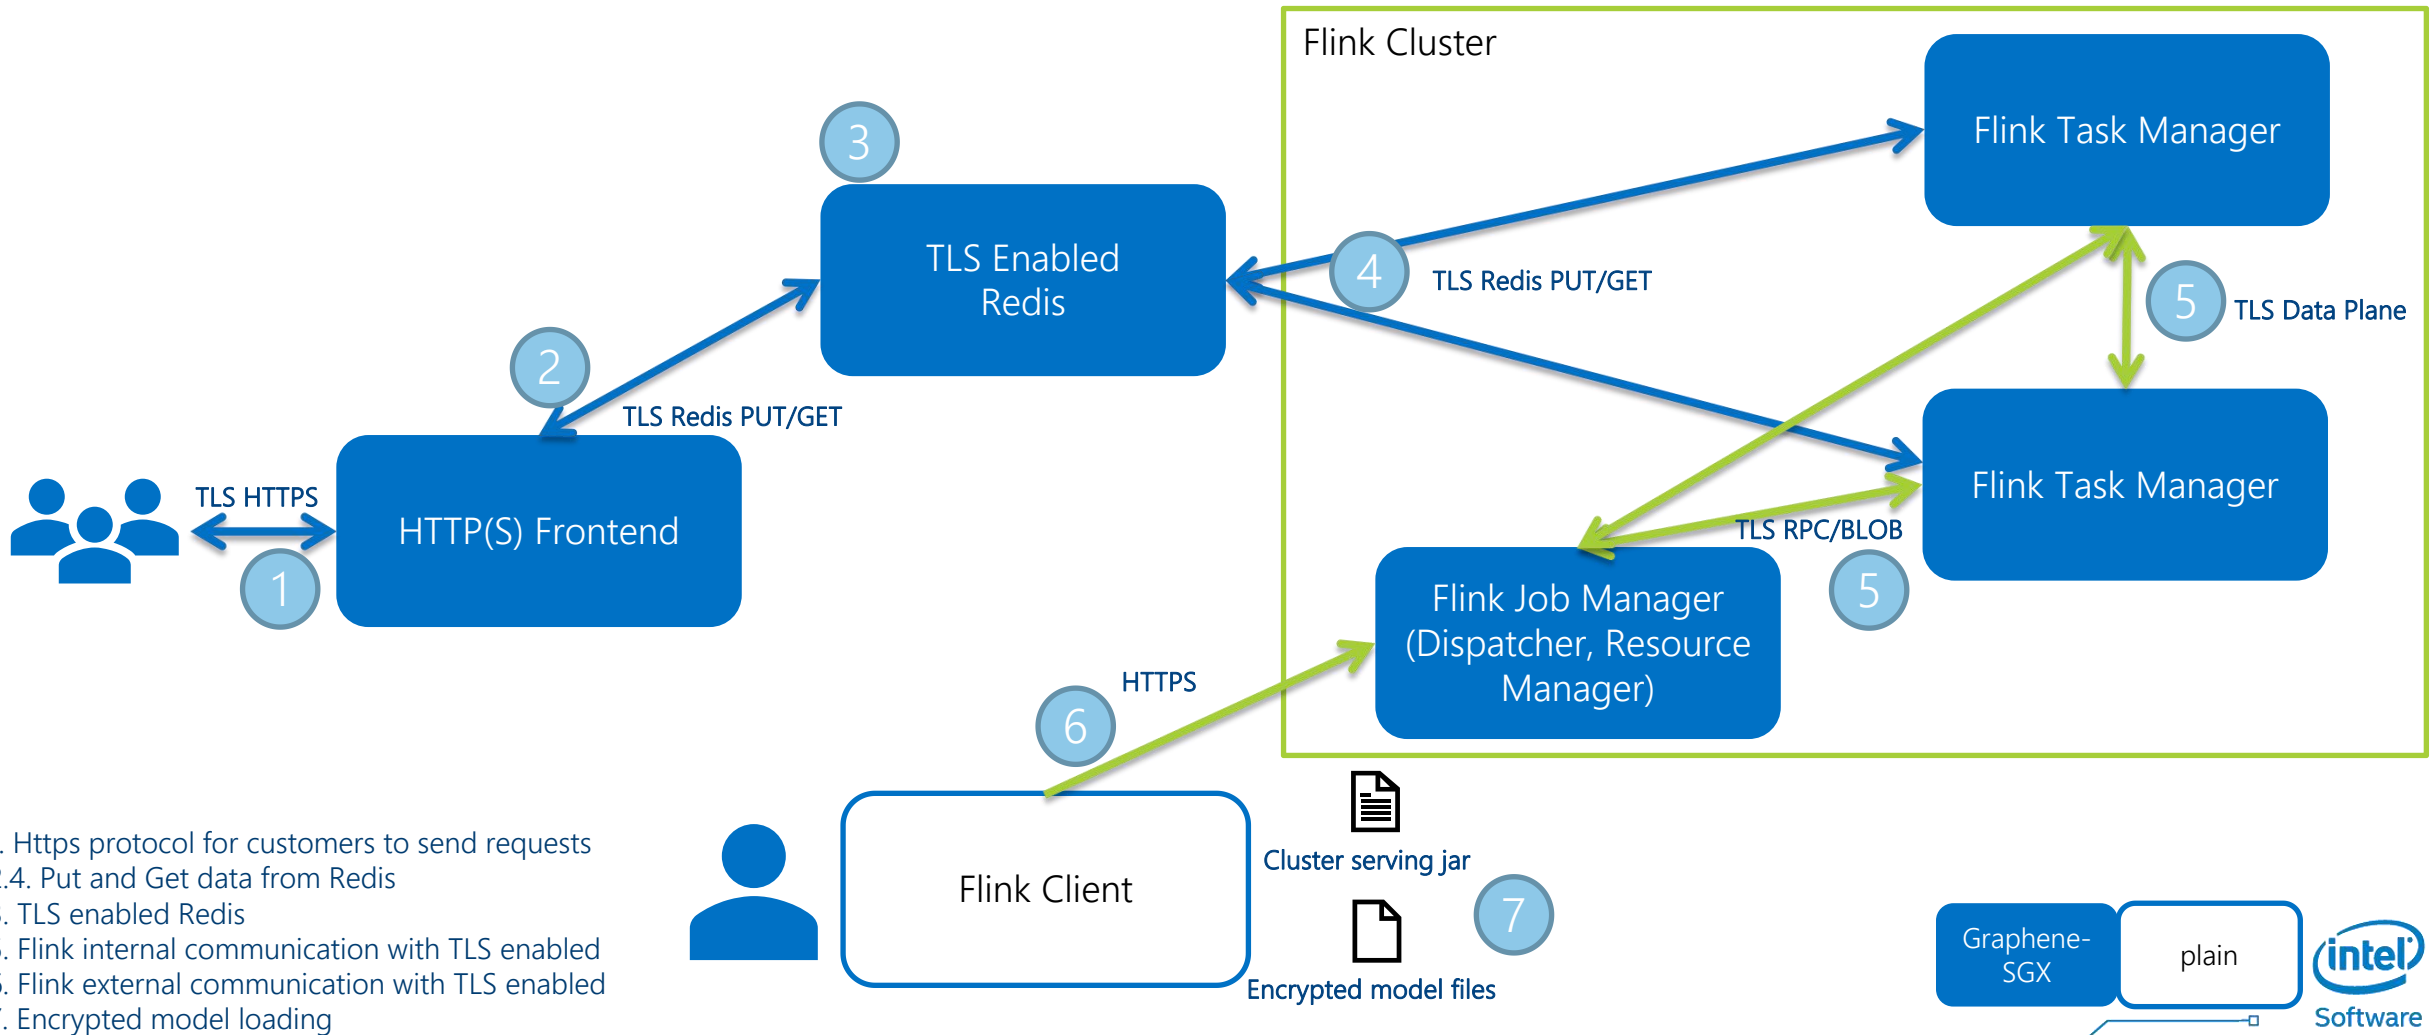 Flink Cluster
Flink Task Manager
3
TLS Enabled
Redis
4
TLS Redis PUT/GET
5
TLS Data Plane
2
TLS Redis PUT/GET
TLS HTTPS
HTTP(S) Frontend
1
Flink Task Manager
TLS RPC/BLOB
5
Flink Job Manager
(Dispatcher, Resource
Manager)
HTTPS
6
Flink Client
Cluster serving jar
7
Encrypted model files
. Https protocol for customers to send requests
.4. Put and Get data from Redis
. TLS enabled Redis
. Flink internal communication with TLS enabled
. Flink external communication with TLS enabled
. Encrypted model loading
Graphene-
SGX
plain
intel
Software